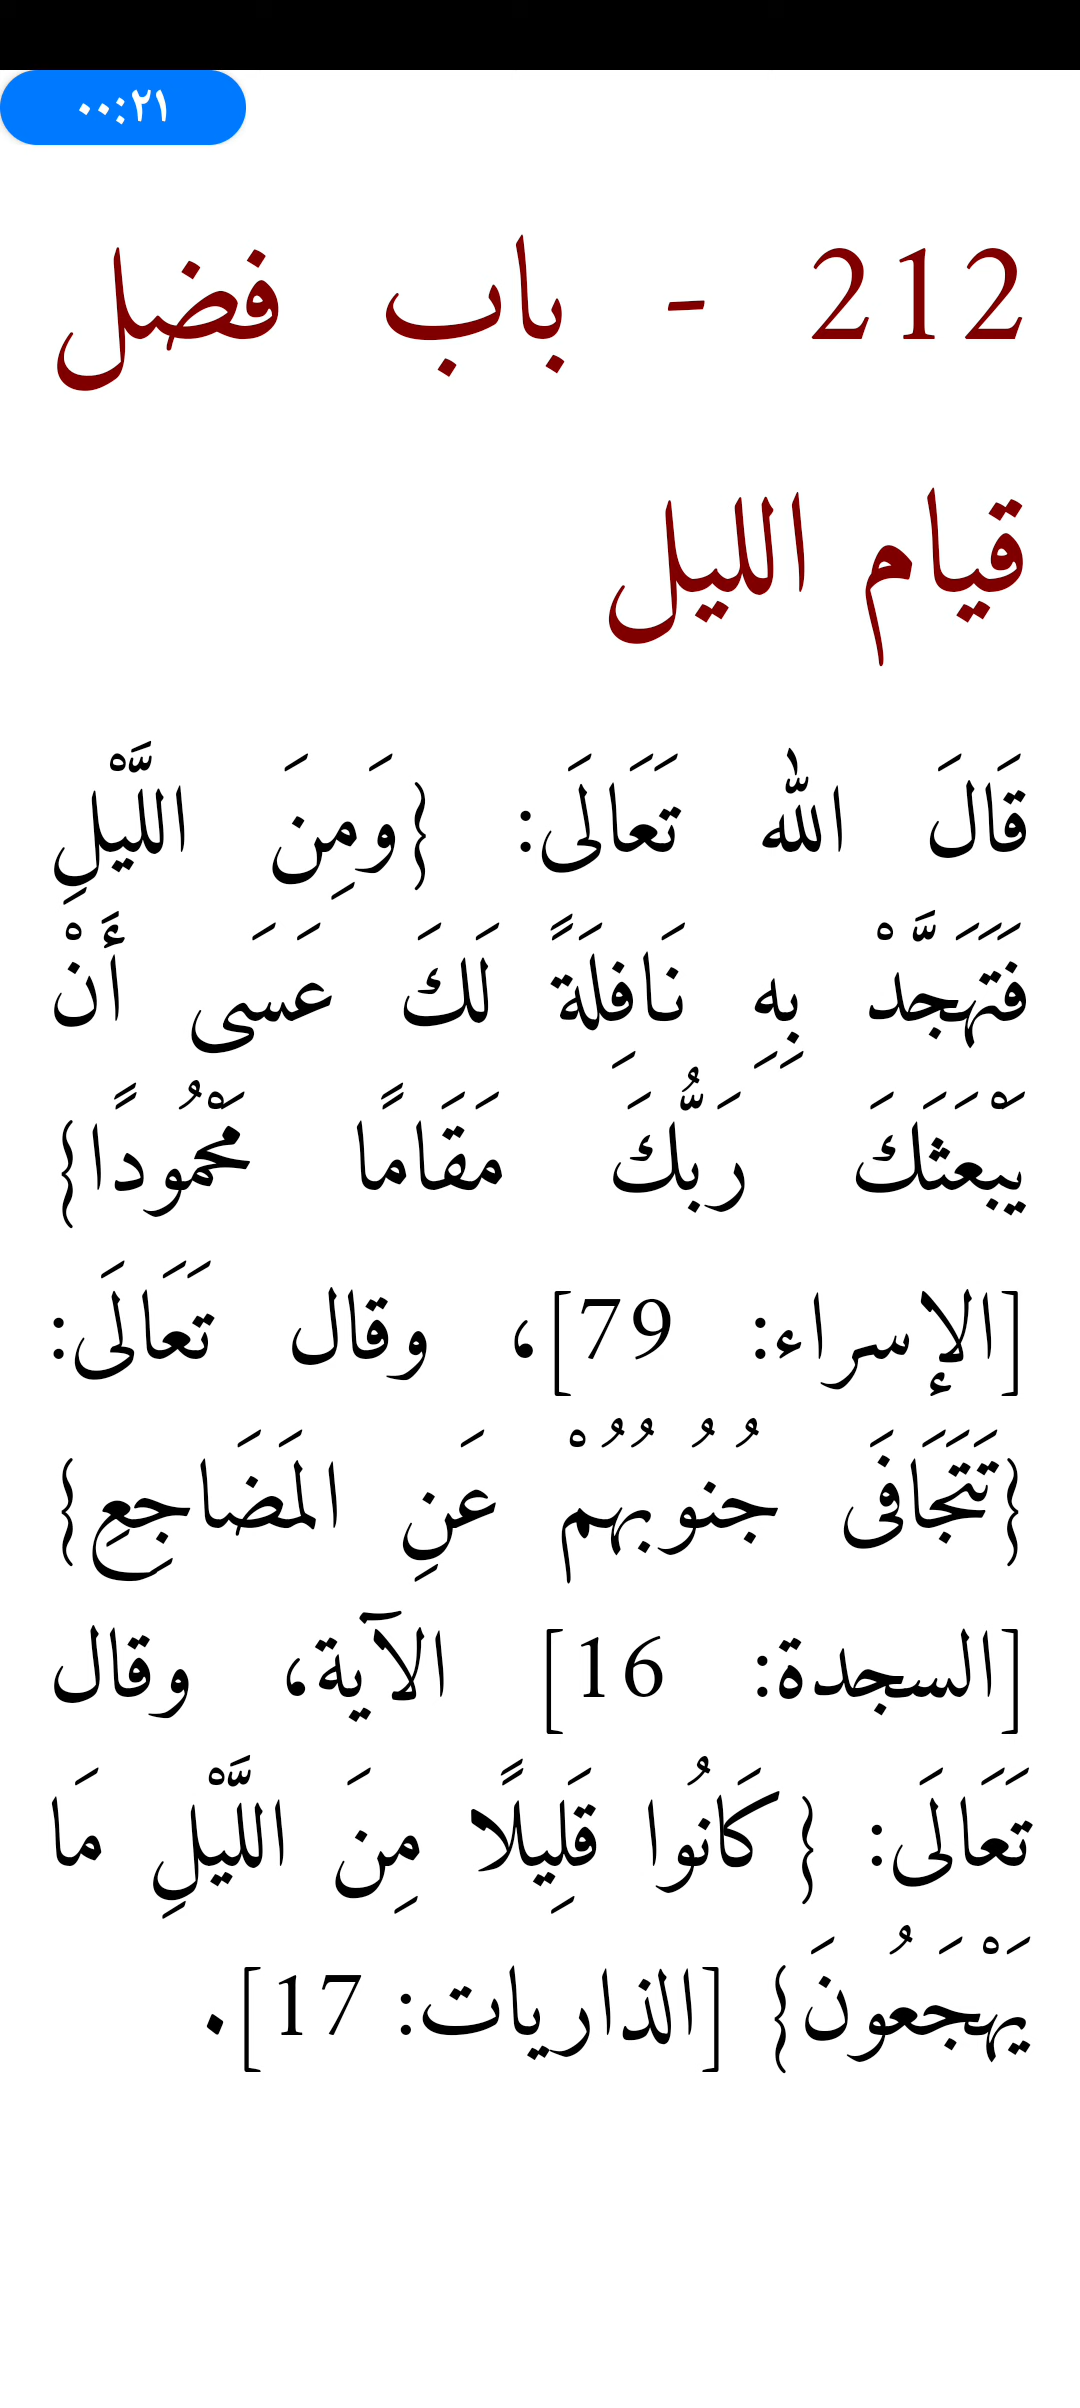 ٠٠:٢١
212 - باب فضل
قيام الليل
قَالَ الله تَعَالَى: {وَمِنَ اللَّيْلِ
فَتَهَجَّدْ بِهِ نَافِلَةً لَكَ عَسَى أَنْ
يَبْعَثَكَ رَبُّكَ مَقَامًا مَحْمُودًا}
[الإسراء: 79]، وقال تَعَالَى:
{تَتَجَافَى جُنُوبُهُمْ عَنِ المَضَاجِعِ}
[السجدة: 16] الآية، وقال
تَعَالَى: {كَانُوا قَلِيلًا مِنَ اللَّيْلِ مَا
يَهْجَعُونَ} [الذاريات: 17].